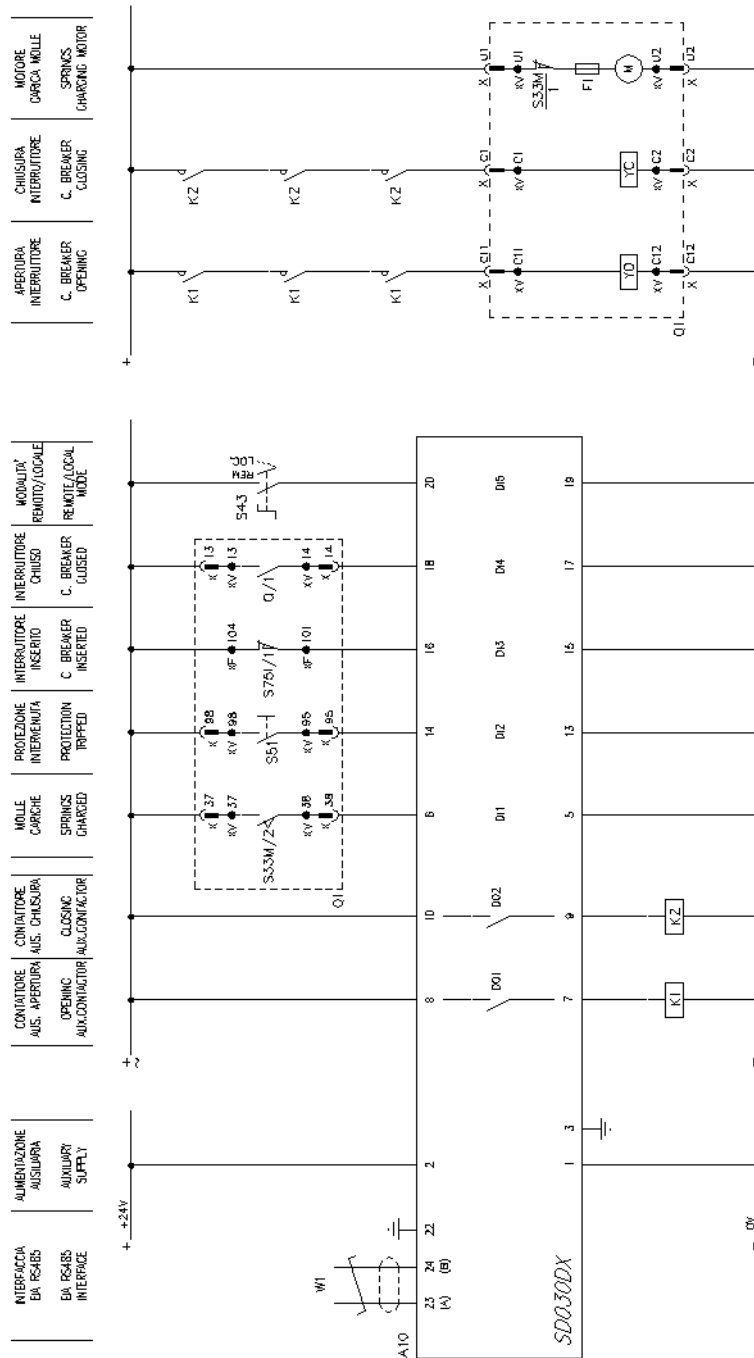 INTERFACCIA
EIA RS485
EIA RS485
INTERFACE
ALIMENTAZIONE
AUSILIARIA
AUXILIARY
SUPPLY
CONTATTORE
AUS. APERTURA
OPENING
AUX.CONTACTOR
CONTATTORE
AUS. CHIUSURA
CLOSING
AUX.CONTACTOR
MOLLE
CARICHE
SPRINGS
CHARGED
PROTEZIONE
INTERVENUTA
PROTECTION
TRIPPED
INTERRUTTORE
INSERITO
C BREAKER
INSERTED
INTERRUTTORE
CHIUSO
C. BREAKER
CLOSED
MODALITA'
REMOTO/LOCALE
REMOTE/LOCAL
MODE
APERTURA
INTERRUTTORE
C. BREAKER
OPENING
CHIUSURA
INTERRUTTORE
C. BREAKER
CLOSING
MOTORE
CARICA MOLLE
SPRINGS
CHARGING MOTOR
+ +24V
+
~
+
K1 K2
K1 K2
K1 K2
X 37 X 98 X 13
XV 37 XV 98 XF 104 XV 13
S33M/2 S51 S751/1 Q/1
XV 38 XV 95 XF 101 XV 14
X 38 X 95 X 14
Q1
S43
REM LOC
X C11 X C1 X U1
XV C11 XV C1 XV U1
S33M
1
F1
YO YC M
XV C12 XV C2 XV U2
X C12 X C2 X U2
Q1
W1
A10
23 24 22 2 8 10 6 14 16 18 20
(A) (B)
DO1 DO2 DI1 DI2 DI3 DI4 DI5
1 3 7 9 5 13 15 17 19
SD030DX
K1 K2
- 0V
-
-